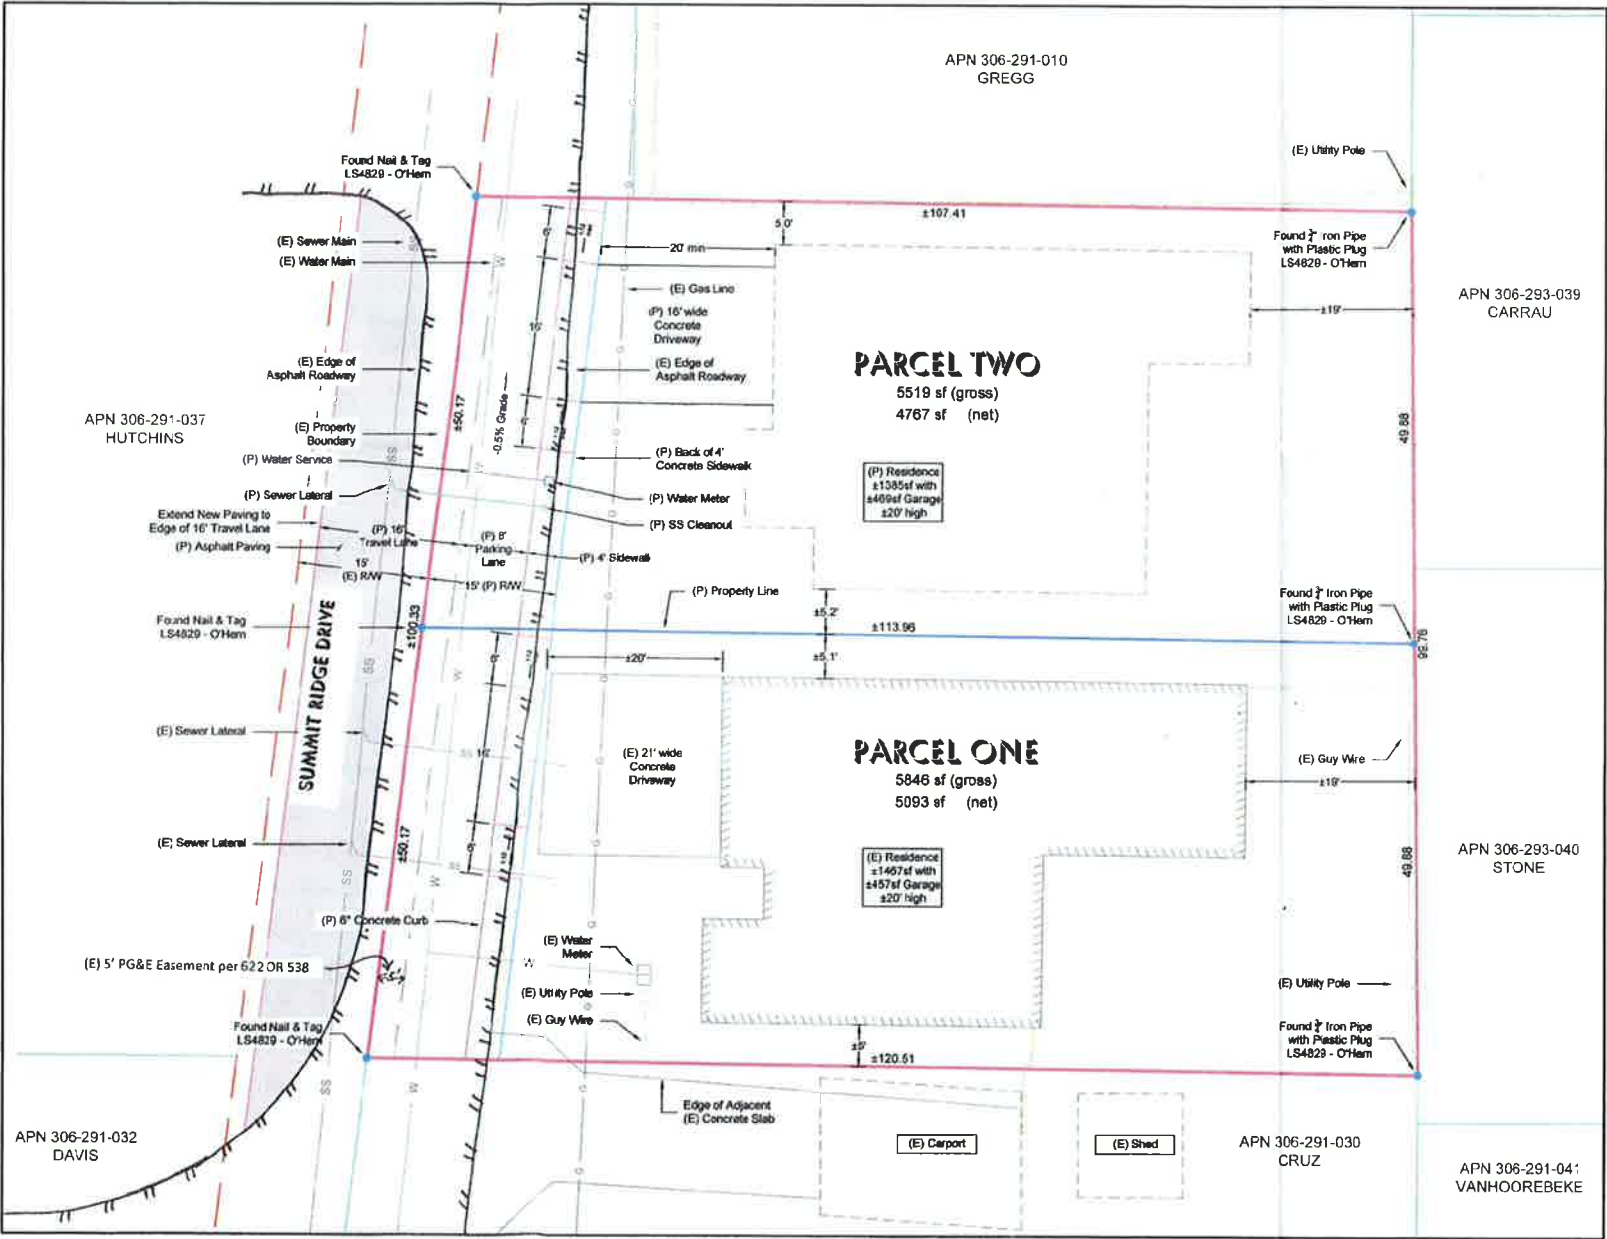 APN 306-291-010
GREGG
(E) Utility Pole
Found Nail & Tag
LS4829 - O'Hern
±107.41
5.0'
Found ¾" Iron Pipe
with Plastic Plug
LS4829 - O'Hern
(E) Sewer Main
(E) Water Main
20' min
(E) Gas Line
(P) 16' wide
Concrete
Driveway
16'
±19'
APN 306-293-039
CARRAU
(E) Edge of
Asphalt Roadway
(E) Edge of
Asphalt Roadway
PARCEL TWO
5519 sf (gross)
4767 sf (net)
APN 306-291-037
HUTCHINS
±50.17
-0.5% Grade
49.88
(E) Property
Boundary
(P) Water Service
(P) Back of 4'
Concrete Sidewalk
(P) Residence
±1385sf with
±469sf Garage
±20' high
(P) Sewer Lateral
(P) Water Meter
Extend New Paving to
Edge of 16' Travel Lane
(P) SS Cleanout
(P) 16'
Travel Lane
(P) 8'
Parking
Lane
(P) Asphalt Paving
(P) 4' Sidewalk
15'
(E) R/W
15' (P) R/W
(P) Property Line
Found ¾" Iron Pipe
with Plastic Plug
LS4829 - O'Hern
±5.2'
Found Nail & Tag
LS4829 - O'Hern
±100.33
±113.96
99.76
±5.1'
±20'
SUMMIT RIDGE DRIVE
(E) Sewer Lateral
16'
(E) 21' wide
Concrete
Driveway
PARCEL ONE
5846 sf (gross)
5093 sf (net)
(E) Guy Wire
±19'
(E) Sewer Lateral
±50.17
(E) Residence
±1467sf with
±457sf Garage
±20' high
49.88
APN 306-293-040
STONE
(P) 6" Concrete Curb
(E) Water
Meter
(E) 5' PG&E Easement per 622 OR 538
5'
(E) Utility Pole
(E) Utility Pole
(E) Guy Wire
Found Nail & Tag
LS4829 - O'Hern
±5'
±120.51
Found ¾" Iron Pipe
with Plastic Plug
LS4829 - O'Hern
Edge of Adjacent
(E) Concrete Slab
(E) Carport
(E) Shed
APN 306-291-032
DAVIS
APN 306-291-030
CRUZ
APN 306-291-041
VANHOOREBEKE